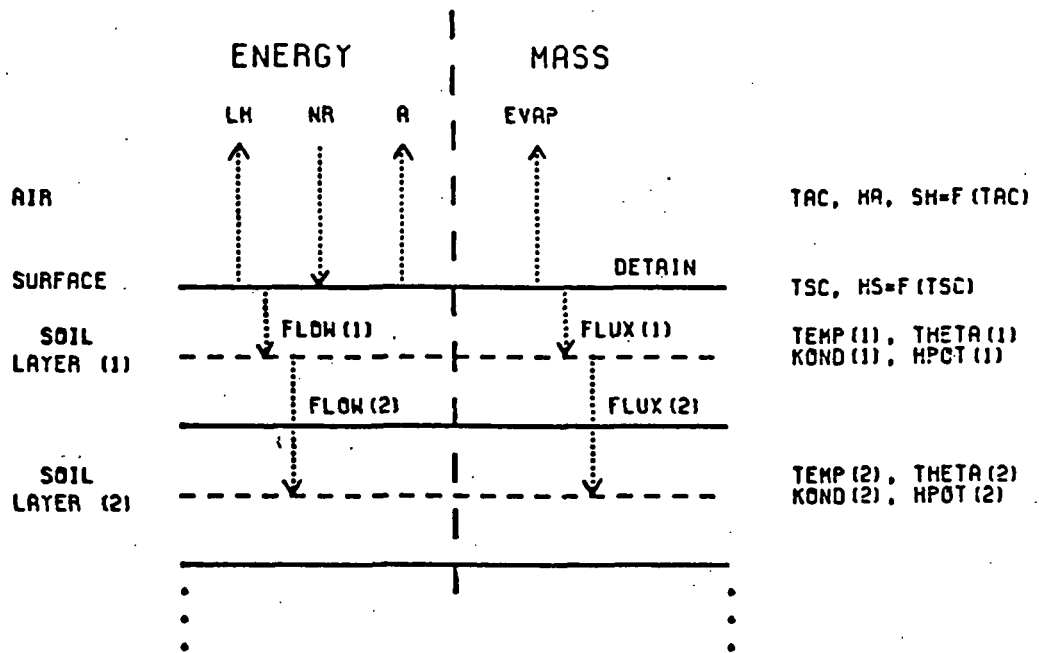 ENERGY MASS
LH NR A EVAP
AIR TAC, HA, SH=F(TAC)
DETAIN
SURFACE TSC, HS=F(TSC)
SOIL FLOW(1) FLUX(1) TEMP(1), THETA(1)
LAYER (1) KOND(1), HPOT(1)
FLOW(2) FLUX(2)
SOIL TEMP(2), THETA(2)
LAYER (2) KOND(2), HPOT(2)